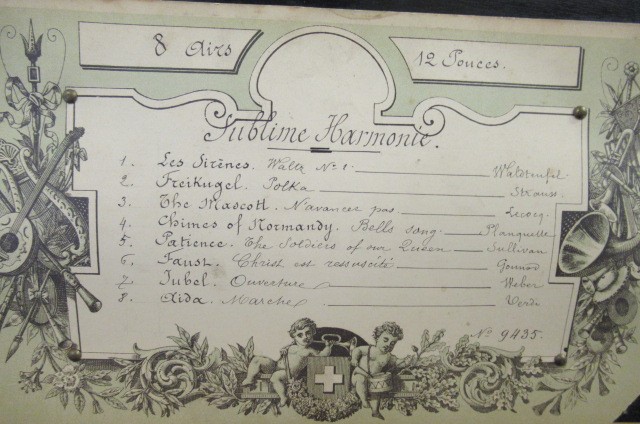 8 Airs
12 Pouces.
Sublime Harmonie.
1. Les Sirènes. Waltz No 1. Waldteufel
2. Freikugel. Polka Strauss.
3. The Mascott. N'avancez pas. Lecocq.
4. Chimes of Normandy. Bells song. Planquette
5. Patience. The Soldiers of our Queen Sullivan
6. Faust. Christ est ressuscité Gounod
7. Jubel. Ouverture Weber
8. Aida. Marche Verdi
No 9435.